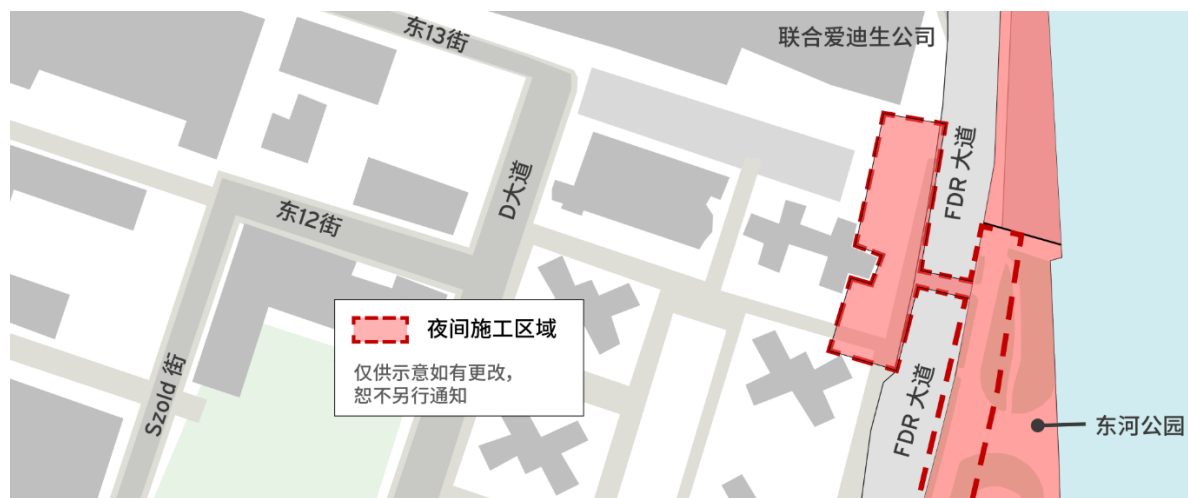 东13街
联合爱迪生公司
D大道
FDR 大道
东12街
夜间施工区域
仅供示意如有更改，
恕不另行通知
Szold 街
FDR 大道
东河公园